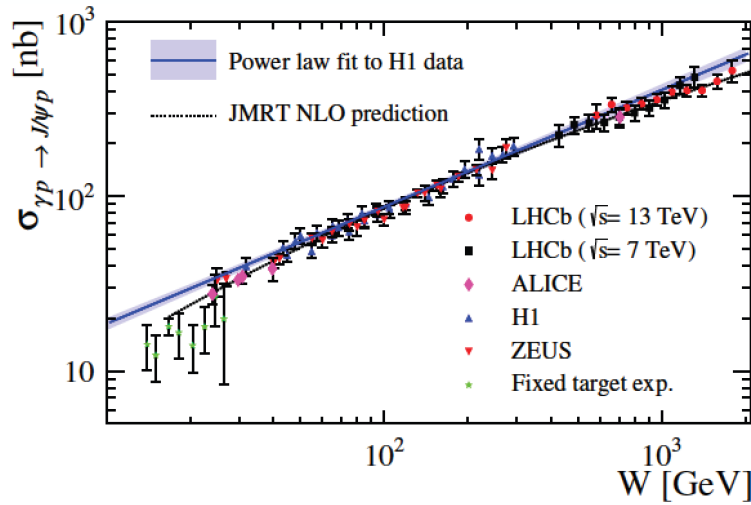 σγp → J/ψp [nb]
10³
10²
10
Power law fit to H1 data
JMRT NLO prediction
LHCb (√s= 13 TeV)
LHCb (√s= 7 TeV)
ALICE
H1
ZEUS
Fixed target exp.
10²
10³
W [GeV]